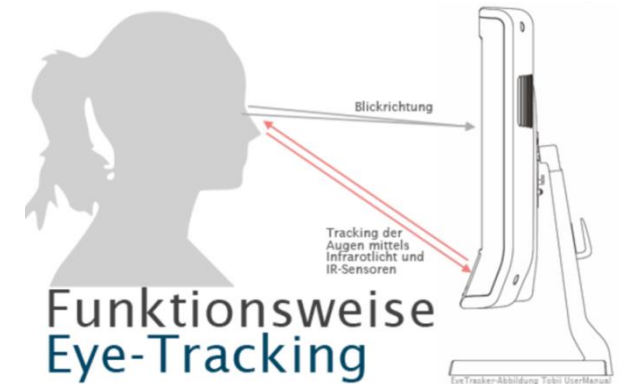 Blickrichtung
Tracking der
Augen mittels
Infrarotlicht und
IR-Sensoren
Funktionsweise
Eye-Tracking
EyeTracker-Abbildung Tobii UserManual